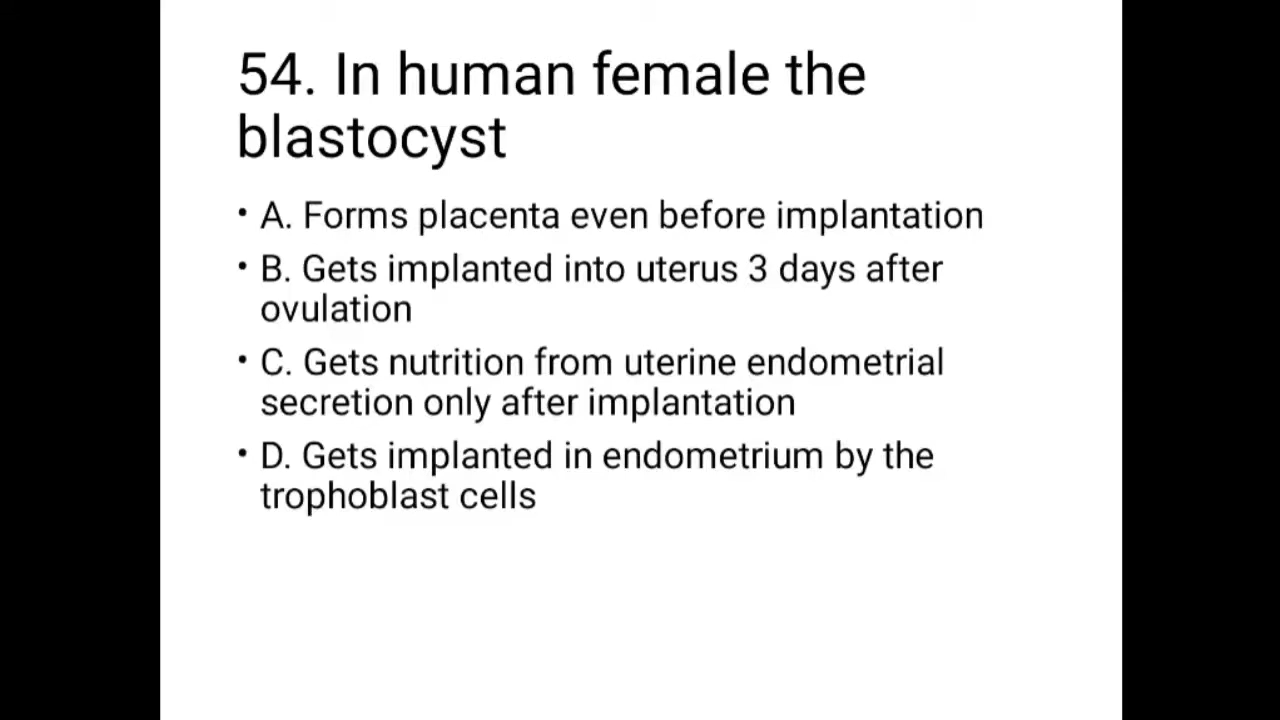 54. In human female the
blastocyst
• A. Forms placenta even before implantation
• B. Gets implanted into uterus 3 days after
ovulation
• C. Gets nutrition from uterine endometrial
secretion only after implantation
• D. Gets implanted in endometrium by the
trophoblast cells